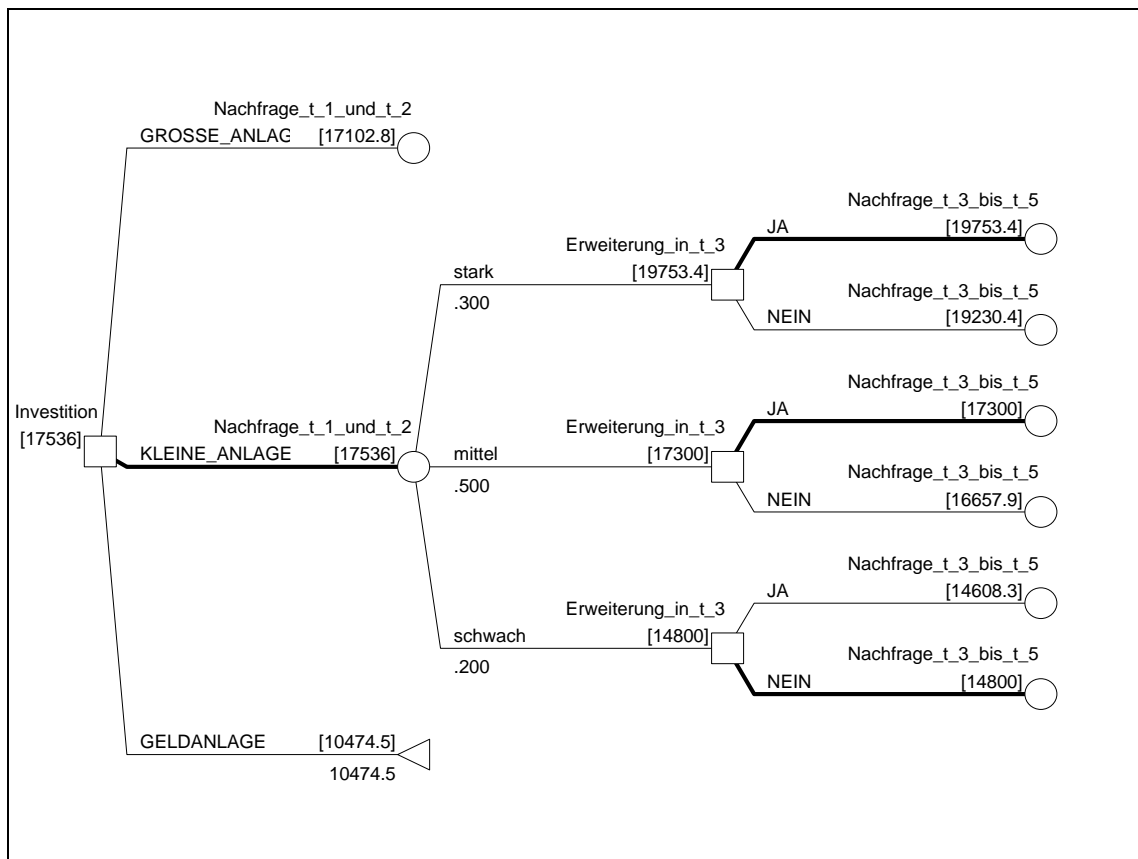 Nachfrage_t_1_und_t_2
GROSSE_ANLAG [17102.8]
Nachfrage_t_3_bis_t_5
JA [19753.4]
Erweiterung_in_t_3
stark [19753.4]
.300
Nachfrage_t_3_bis_t_5
NEIN [19230.4]
Nachfrage_t_3_bis_t_5
JA [17300]
Investition
[17536]
Nachfrage_t_1_und_t_2
KLEINE_ANLAGE [17536]
Erweiterung_in_t_3
mittel [17300]
.500
Nachfrage_t_3_bis_t_5
NEIN [16657.9]
Nachfrage_t_3_bis_t_5
JA [14608.3]
Erweiterung_in_t_3
schwach [14800]
.200
Nachfrage_t_3_bis_t_5
NEIN [14800]
GELDANLAGE [10474.5]
10474.5